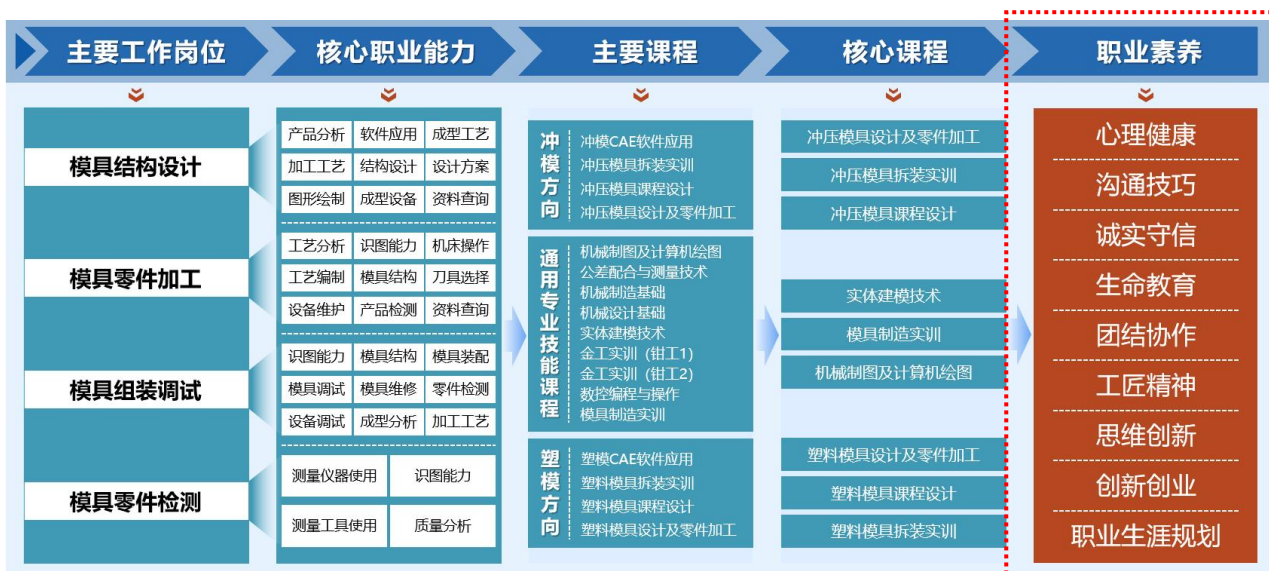 主要工作岗位
核心职业能力
主要课程
核心课程
职业素养
模具结构设计
模具零件加工
模具组装调试
模具零件检测
产品分析 软件应用 成型工艺
加工工艺 结构设计 设计方案
图形绘制 成型设备 资料查询
工艺分析 识图能力 机床操作
工艺编制 模具结构 刀具选择
设备维护 产品检测 资料查询
识图能力 模具结构 模具装配
模具调试 模具维修 零件检测
设备调试 成型分析 加工工艺
测量仪器使用 识图能力
测量工具使用 质量分析
冲模方向
冲模CAE软件应用
冲压模具拆装实训
冲压模具课程设计
冲压模具设计及零件加工
通用专业技能课程
机械制图及计算机绘图
公差配合与测量技术
机械制造基础
机械设计基础
实体建模技术
金工实训（钳工1）
金工实训（钳工2）
数控编程与操作
模具制造实训
塑模方向
塑模CAE软件应用
塑料模具拆装实训
塑料模具课程设计
塑料模具设计及零件加工
冲压模具设计及零件加工
冲压模具拆装实训
冲压模具课程设计
实体建模技术
模具制造实训
机械制图及计算机绘图
塑料模具设计及零件加工
塑料模具课程设计
塑料模具拆装实训
心理健康
沟通技巧
诚实守信
生命教育
团结协作
工匠精神
思维创新
创新创业
职业生涯规划